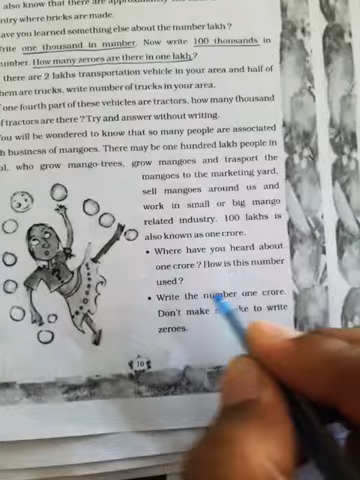 also know that there are approximately
ntry where bricks are made.
ave you learned something else about the number lakh ?
rite one thousand in number. Now write 100 thousands in
number. How many zeroes are there in one lakh?
there are 2 lakhs transportation vehicle in your area and half of
hem are trucks, write number of trucks in your area.
f one fourth part of these vehicles are tractors, how many thousand
of tractors are there ? Try and answer without writing.
You will be wondered to know that so many people are associated
h business of mangoes. There may be one hundred lakh people in
al, who grow mango-trees, grow mangoes and trasport the
mangoes to the marketing yard,
sell mangoes around us and
work in small or big mango
related industry. 100 lakhs is
also known as one crore.
• Where have you heard about
one crore ? How is this number
used ?
• Write the number one crore.
Don't make to write
zeroes.
10